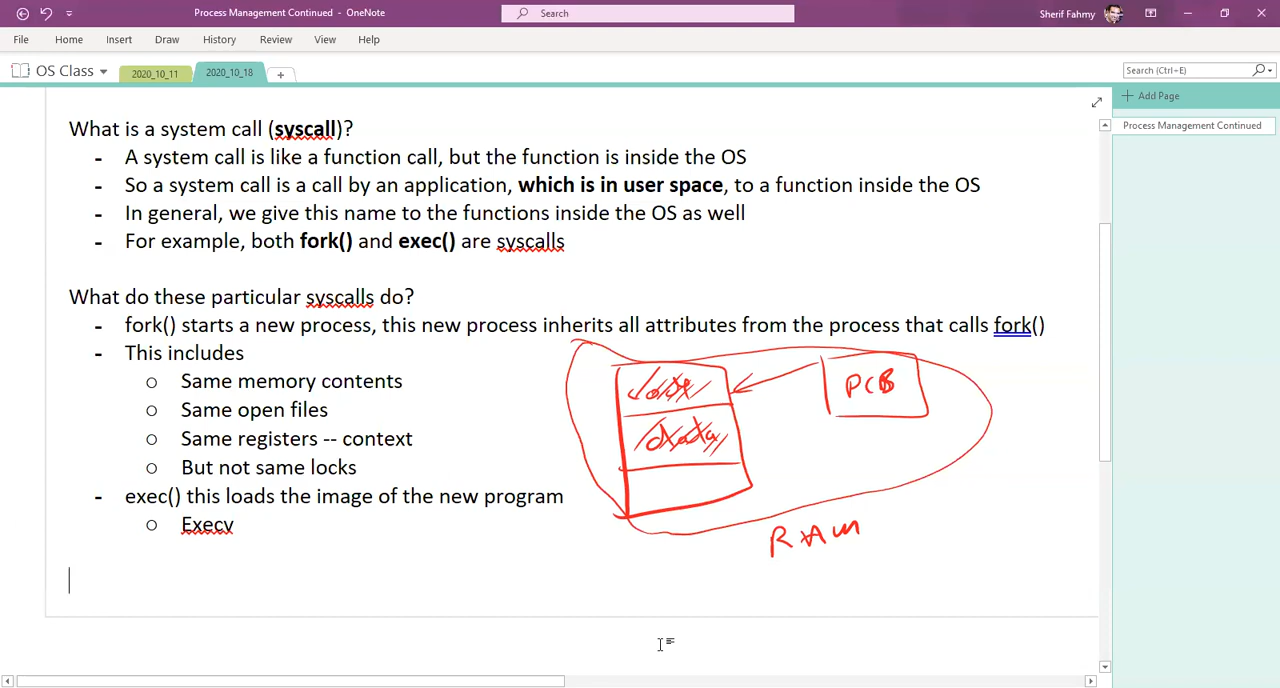 Process Management Continued - OneNote
Search
Sherif Fahmy
File Home Insert Draw History Review View Help
OS Class
2020_10_11
2020_10_18
+
Search (Ctrl+E)
Add Page
Process Management Continued
What is a system call (syscall)?
- A system call is like a function call, but the function is inside the OS
- So a system call is a call by an application, which is in user space, to a function inside the OS
- In general, we give this name to the functions inside the OS as well
- For example, both fork() and exec() are syscalls
What do these particular syscalls do?
- fork() starts a new process, this new process inherits all attributes from the process that calls fork()
- This includes
o Same memory contents
o Same open files
o Same registers -- context
o But not same locks
- exec() this loads the image of the new program
o Execv
code
data
PCB
RAM